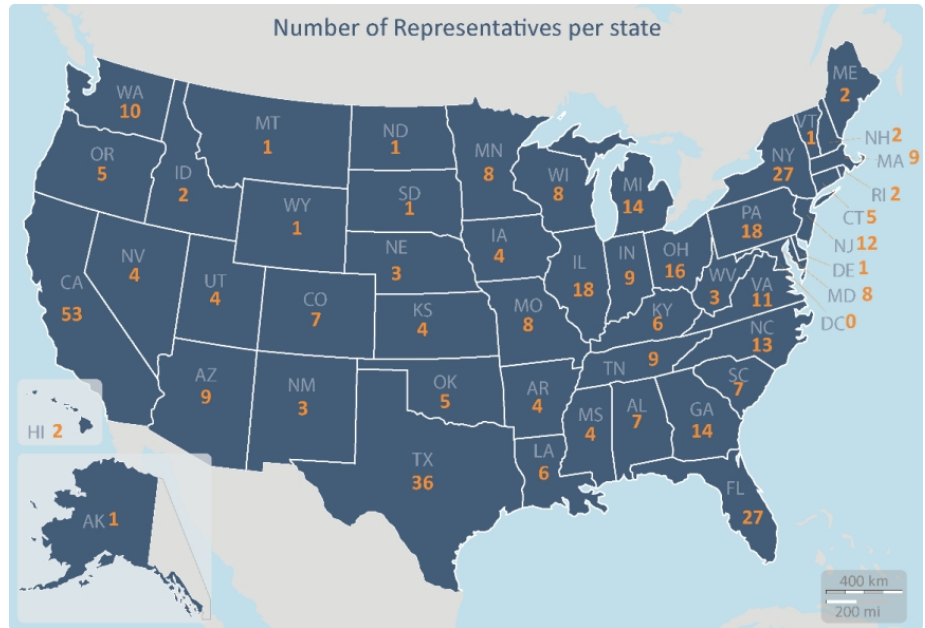 Number of Representatives per state
WA
10
OR
5
ID
2
MT
1
ND
1
SD
1
WY
1
NE
3
MN
8
IA
4
WI
8
MI
14
IL
18
IN
9
OH
16
PA
18
NY
27
VT
1
ME
2
NH 2
MA 9
RI 2
CT 5
NJ 12
DE 1
MD 8
DC 0
WV
3
VA
11
KY
6
NC
13
TN 9
SC
7
GA
14
AL
7
MS
4
FL
27
LA
6
AR
4
MO
8
KS
4
OK
5
TX
36
NM
3
CO
7
UT
4
AZ
9
NV
4
CA
53
HI 2
AK 1
400 km
200 mi